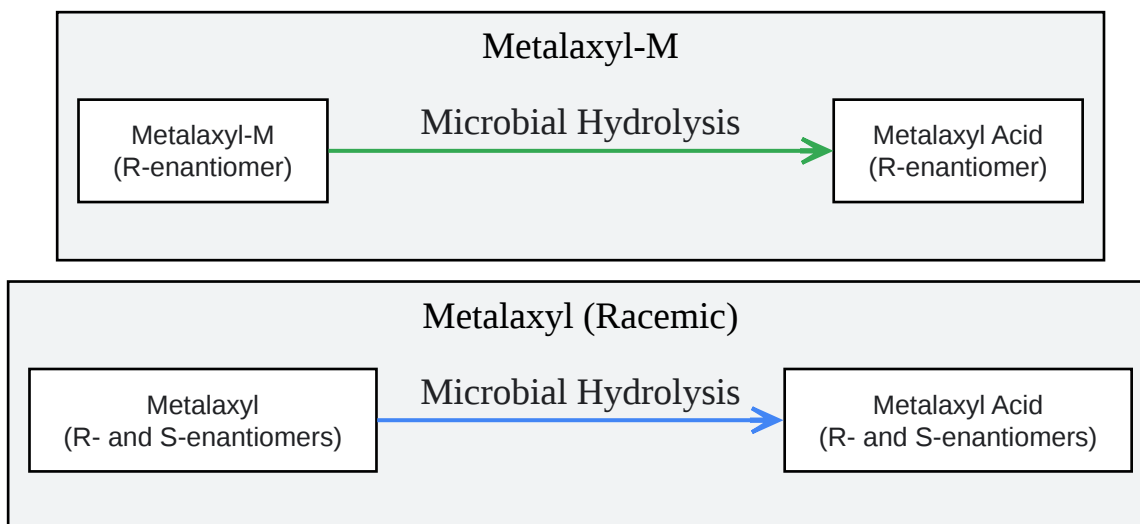 Metalaxyl-M
Microbial Hydrolysis
Metalaxyl-M
(R-enantiomer)
Metalaxyl Acid
(R-enantiomer)
Metalaxyl (Racemic)
Microbial Hydrolysis
Metalaxyl
(R- and S-enantiomers)
Metalaxyl Acid
(R- and S-enantiomers)